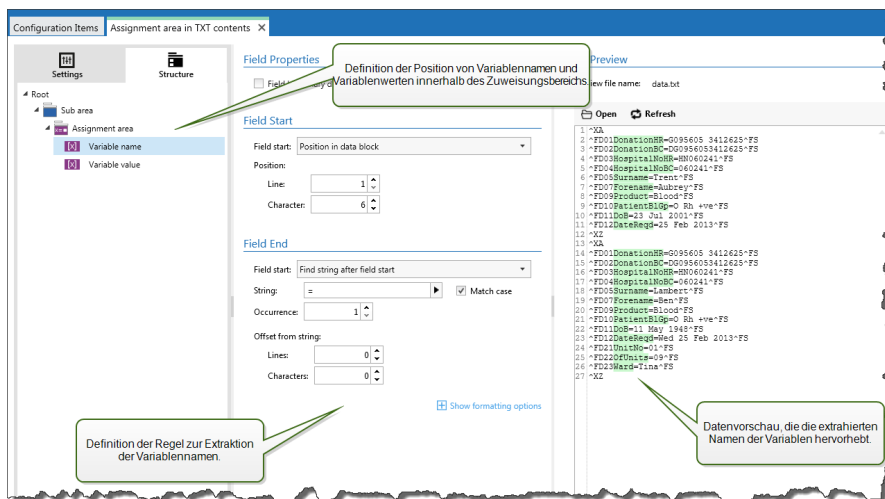 Configuration Items
Assignment area in TXT contents ×
Settings
Structure
Root
Sub area
Assignment area
Variable name
Variable value
Field Properties
Definition der Position von Variablennamen und
Variablenwerten innerhalb des Zuweisungsbereichs.
Field Start
Field start: Position in data block
Position:
Line: 1
Character: 6
Field End
Field start: Find string after field start
String: =
Match case
Occurrence: 1
Offset from string:
Lines: 0
Characters: 0
Show formatting options
Definition der Regel zur Extraktion
der Variablennamen.
Preview
file name: data.txt
Open Refresh
1 ^XA
2 ^FD01DonationHR=G095605 3412625^FS
3 ^FD02DonationBC=DG0956053412625^FS
4 ^FD03HospitalNoHR=HN060241^FS
5 ^FD04HospitalNoBC=060241^FS
6 ^FD05Surname=Trent^FS
7 ^FD07Forename=Aubrey^FS
8 ^FD09Product=Blood^FS
9 ^FD10PatientBlGp=O Rh +ve^FS
10 ^FD11DoB=23 Jul 2001^FS
11 ^FD12DateReqd=25 Feb 2013^FS
12 ^XZ
13 ^XA
14 ^FD01DonationHR=G095605 3412625^FS
15 ^FD02DonationBC=DG0956053412625^FS
16 ^FD03HospitalNoHR=HN060241^FS
17 ^FD04HospitalNoBC=060241^FS
18 ^FD05Surname=Lambert^FS
19 ^FD07Forename=Ben^FS
20 ^FD09Product=Blood^FS
21 ^FD10PatientBlGp=O Rh +ve^FS
22 ^FD11DoB=11 May 1948^FS
23 ^FD12DateReqd=Wed 25 Feb 2013^FS
24 ^FD21UnitNo=01^FS
25 ^FD22OfUnits=09^FS
26 ^FD23Ward=Tina^FS
27 ^XZ
Datenvorschau, die die extrahierten
Namen der Variablen hervorhebt.